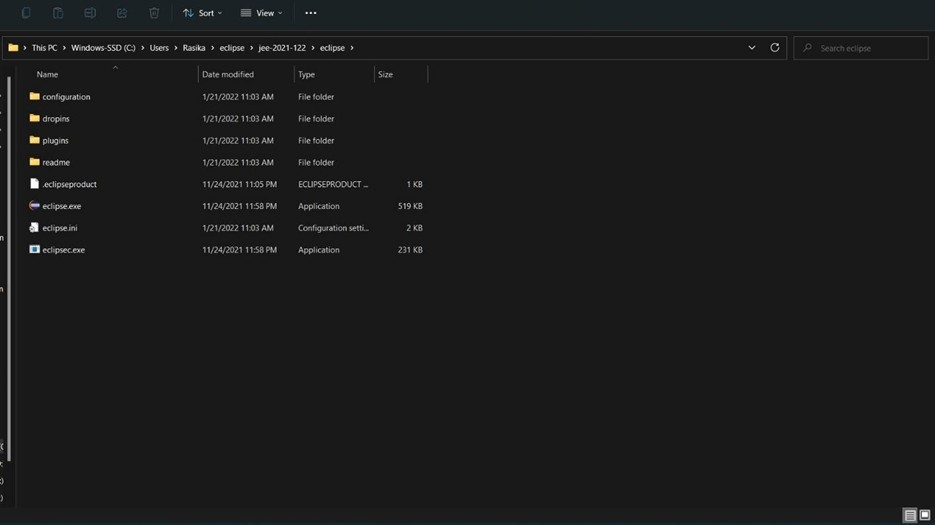 Sort View •••
This PC > Windows-SSD (C:) > Users > Rasika > eclipse > jee-2021-122 > eclipse > Search eclipse
Name Date modified Type Size
configuration 1/21/2022 11:03 AM File folder
dropins 1/21/2022 11:03 AM File folder
plugins 1/21/2022 11:03 AM File folder
readme 1/21/2022 11:03 AM File folder
.eclipseproduct 11/24/2021 11:05 PM ECLIPSEPRODUCT ... 1 KB
eclipse.exe 11/24/2021 11:58 PM Application 519 KB
eclipse.ini 1/21/2022 11:03 AM Configuration setti... 2 KB
eclipsec.exe 11/24/2021 11:58 PM Application 231 KB